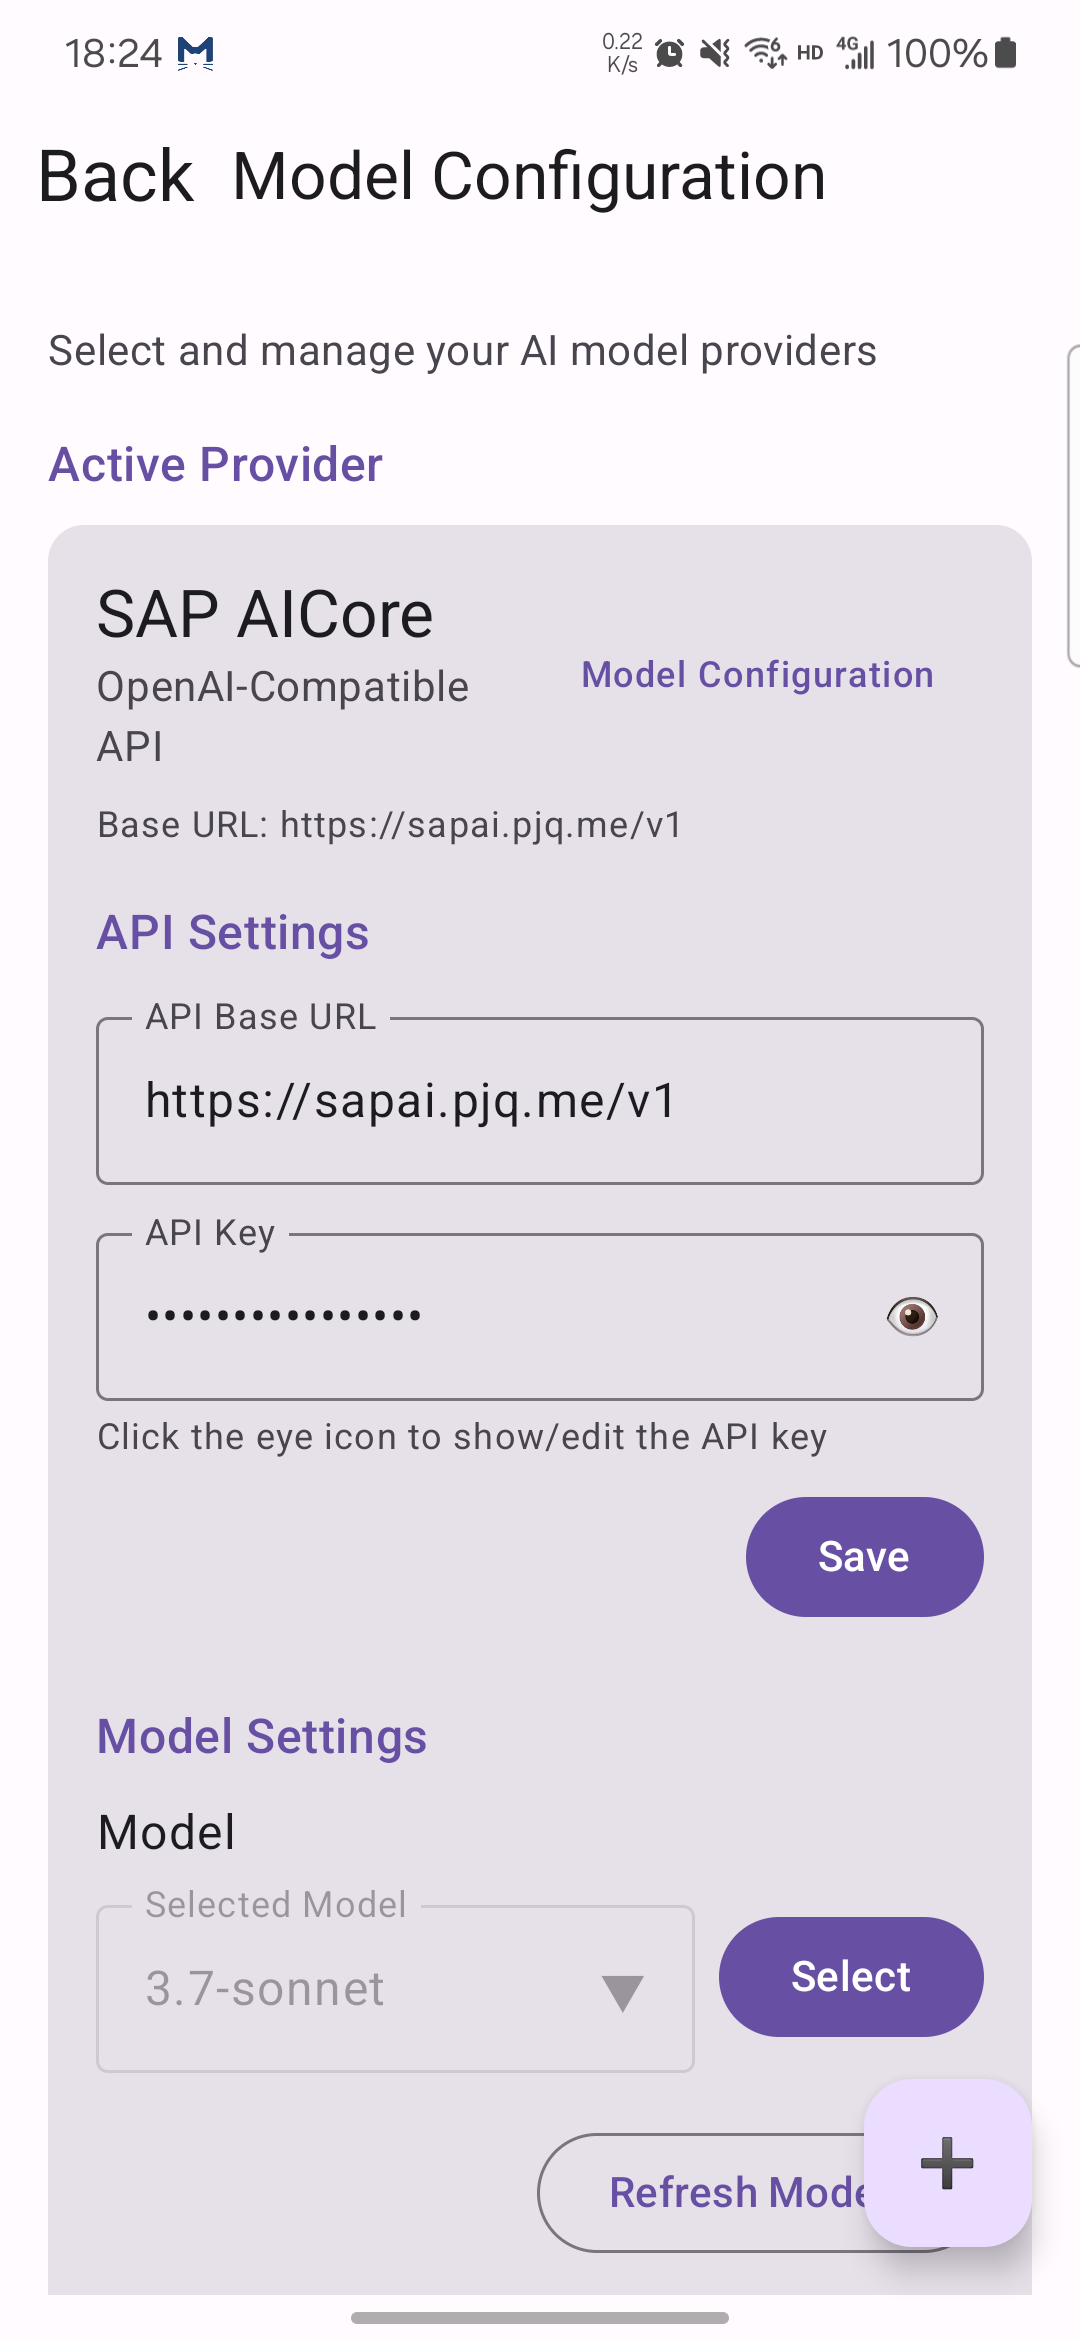 18:24
0.22
K/s
6
HD
4G
100%
Back Model Configuration
Select and manage your AI model providers
Active Provider
SAP AICore
OpenAI-Compatible
API
Model Configuration
Base URL: https://sapai.pjq.me/v1
API Settings
API Base URL
https://sapai.pjq.me/v1
API Key
••••••••••••••••
Click the eye icon to show/edit the API key
Save
Model Settings
Model
Selected Model
3.7-sonnet
Select
Refresh Mode